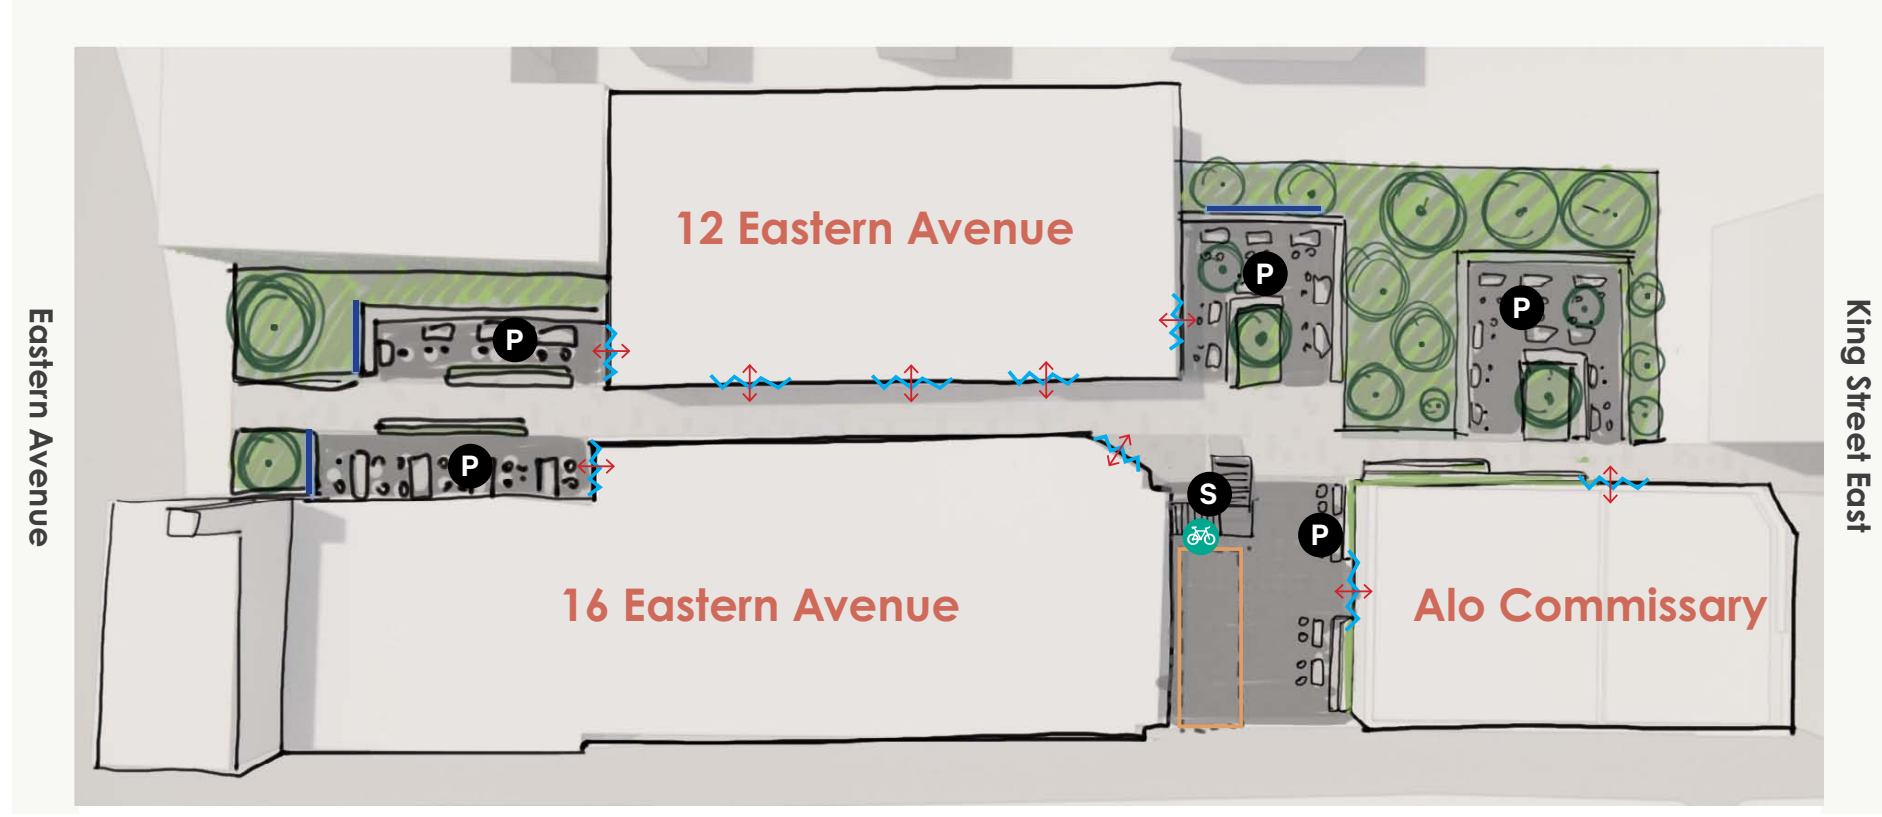 12 Eastern Avenue
P
P
P
Eastern Avenue
King Street East
P
S
P
16 Eastern Avenue
Alo Commissary